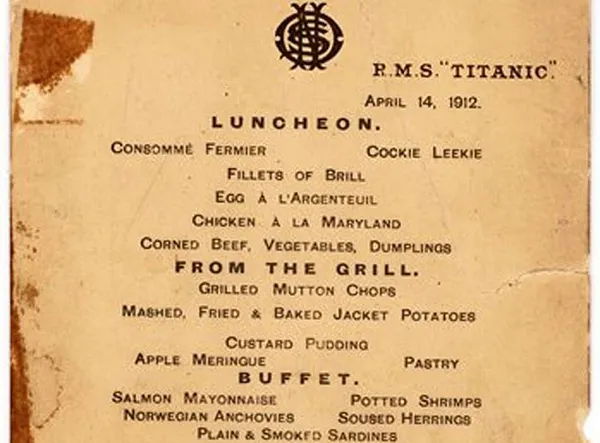 R.M.S. "TITANIC".
APRIL 14, 1912.
LUNCHEON.
CONSOMMÉ FERMIER COCKIE LEEKIE
FILLETS OF BRILL
EGG À L'ARGENTEUIL
CHICKEN À LA MARYLAND
CORNED BEEF, VEGETABLES, DUMPLINGS
FROM THE GRILL.
GRILLED MUTTON CHOPS
MASHED, FRIED & BAKED JACKET POTATOES
CUSTARD PUDDING
APPLE MERINGUE PASTRY
BUFFET.
SALMON MAYONNAISE POTTED SHRIMPS
NORWEGIAN ANCHOVIES SOUSED HERRINGS
PLAIN & SMOKED SARDINES